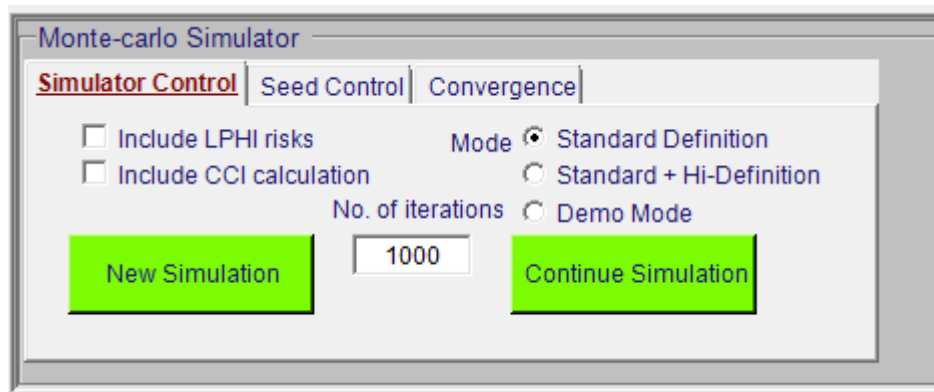 Monte-carlo Simulator
Simulator Control Seed Control Convergence
Include LPHI risks Mode Standard Definition
Include CCI calculation Standard + Hi-Definition
No. of iterations Demo Mode
New Simulation 1000 Continue Simulation